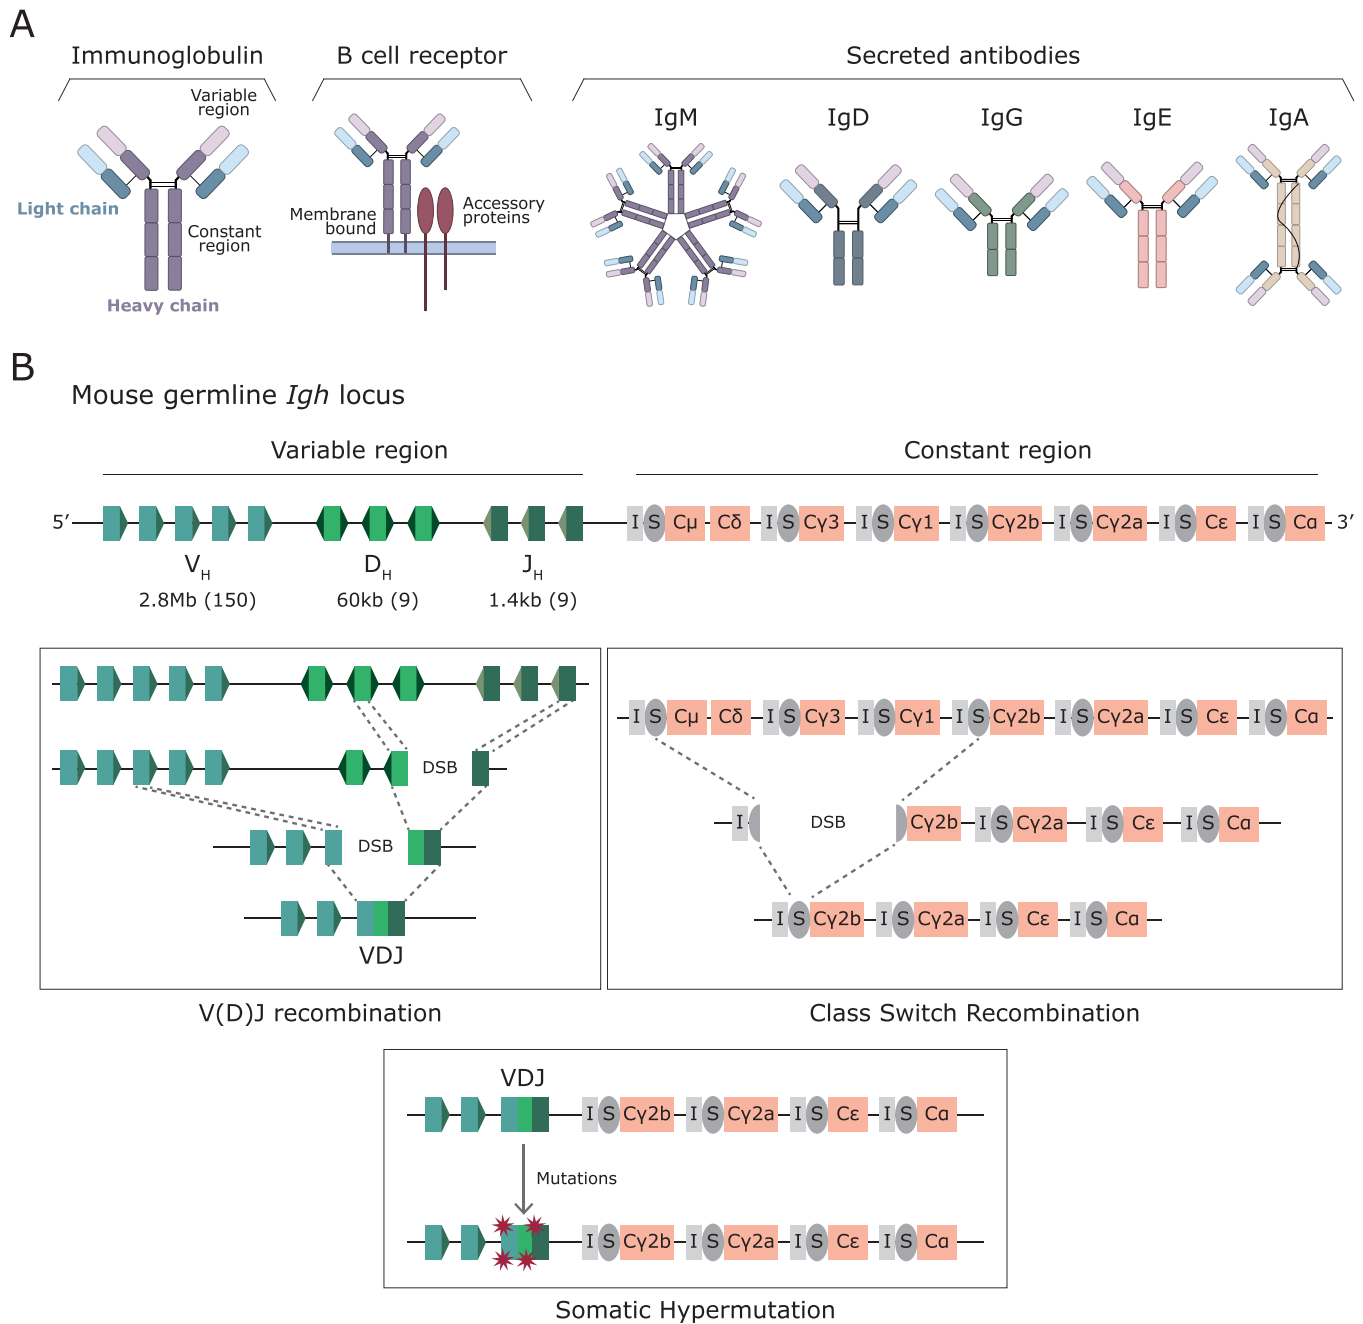 A
Immunoglobulin
B cell receptor
Secreted antibodies
Variable
region
Light chain
Constant
region
Heavy chain
Membrane
bound
Accessory
proteins
IgM
IgD
IgG
IgE
IgA
B
Mouse germline Igh locus
Variable region
Constant region
5′
I S Cμ Cδ I S Cγ3 I S Cγ1 I S Cγ2b I S Cγ2a I S Cε I S Cα 3′
VH DH JH
2.8Mb (150) 60kb (9) 1.4kb (9)
DSB
DSB
VDJ
V(D)J recombination
I S Cμ Cδ I S Cγ3 I S Cγ1 I S Cγ2b I S Cγ2a I S Cε I S Cα
I DSB Cγ2b I S Cγ2a I S Cε I S Cα
I S Cγ2b I S Cγ2a I S Cε I S Cα
Class Switch Recombination
VDJ
I S Cγ2b I S Cγ2a I S Cε I S Cα
Mutations
I S Cγ2b I S Cγ2a I S Cε I S Cα
Somatic Hypermutation